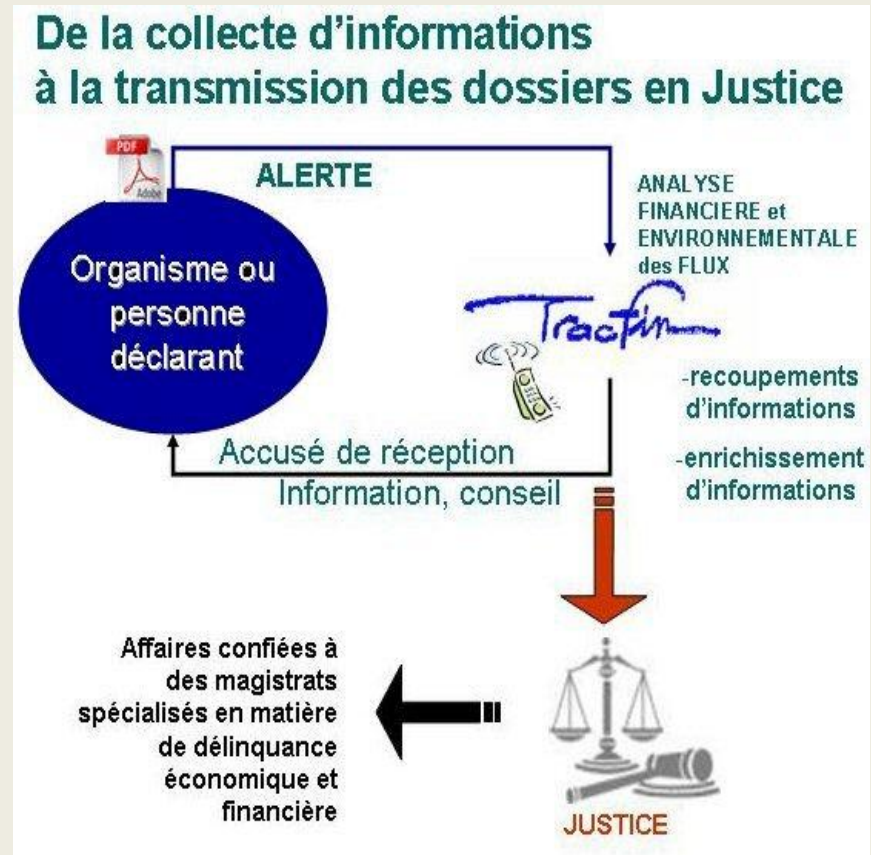 De la collecte d'informations
à la transmission des dossiers en Justice
PDF
Adobe
ALERTE
Organisme ou
personne
déclarant
ANALYSE
FINANCIERE et
ENVIRONNEMENTALE
des FLUX
Tracfin
-recoupements
d'informations
-enrichissement
d'informations
Accusé de réception
Information, conseil
Affaires confiées à
des magistrats
spécialisés en matière
de délinquance
économique et
financière
JUSTICE